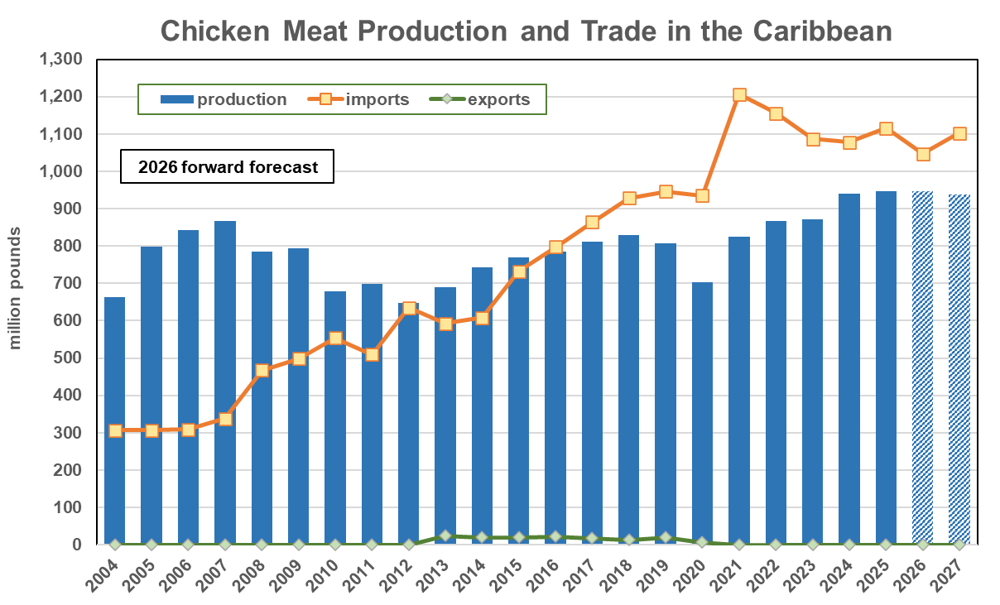 Chicken Meat Production and Trade in the Caribbean
1,300
1,200
1,100
1,000
900
800
700
600
500
400
300
200
100
0
million pounds
production imports exports
2026 forward forecast
2004 2005 2006 2007 2008 2009 2010 2011 2012 2013 2014 2015 2016 2017 2018 2019 2020 2021 2022 2023 2024 2025 2026 2027